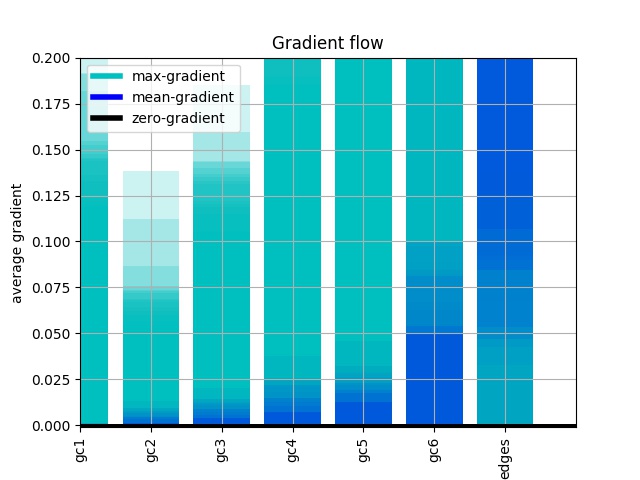 Gradient flow
max-gradient
mean-gradient
zero-gradient
average gradient
0.200
0.175
0.150
0.125
0.100
0.075
0.050
0.025
0.000
gc1
gc2
gc3
gc4
gc5
gc6
edges